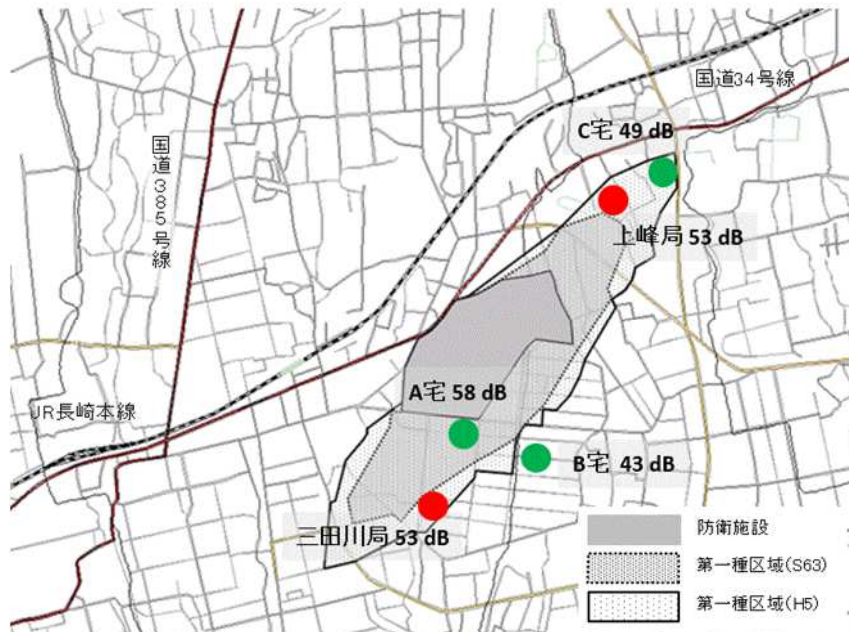 国道34号線
C宅 49 dB
国道385号線
上峰局 53 dB
A宅 58 dB
JR長崎本線
B宅 43 dB
三田川局 53 dB
防衛施設
第一種区域(S63)
第一種区域(H5)